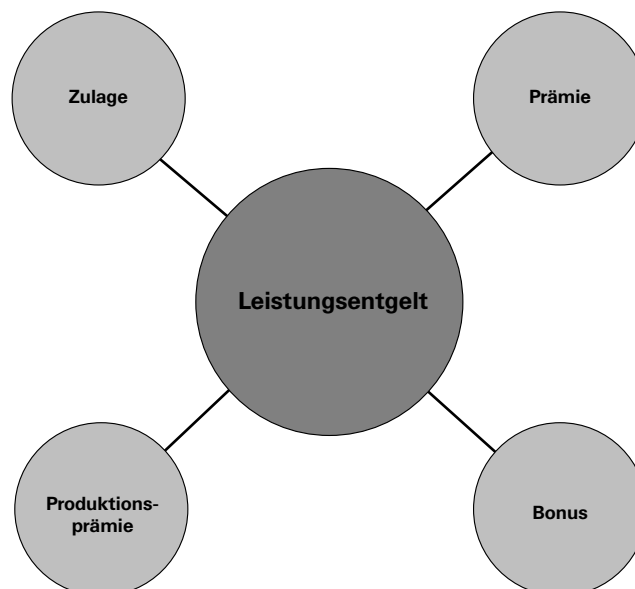 Zulage
Prämie
Leistungsentgelt
Produktions-
prämie
Bonus